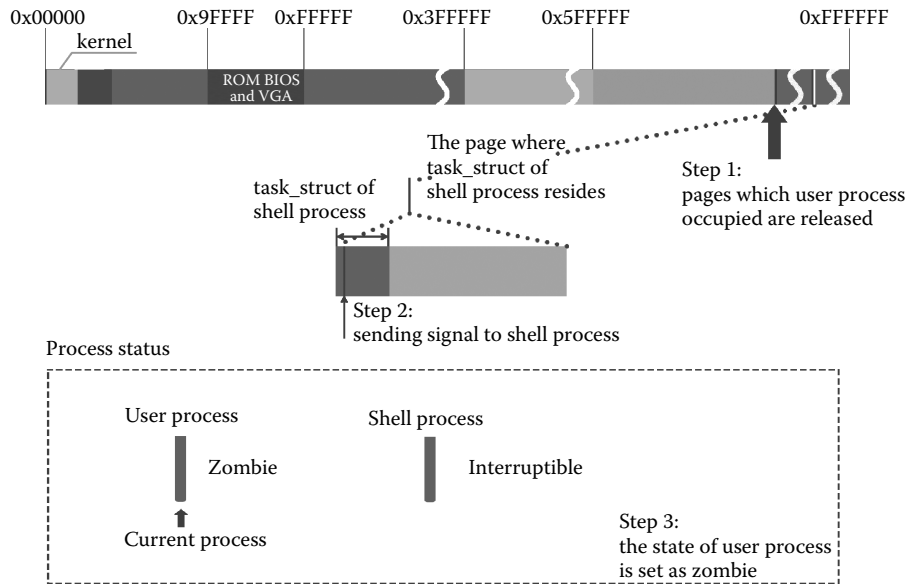 0x00000 0x9FFFF 0xFFFFF 0x3FFFFF 0x5FFFFF 0xFFFFFF
kernel
ROM BIOS
and VGA
The page where
task_struct of
shell process resides
Step 1:
pages which user process
occupied are released
task_struct of
shell process
Step 2:
sending signal to shell process
Process status
User process
Zombie
Current process
Shell process
Interruptible
Step 3:
the state of user process
is set as zombie